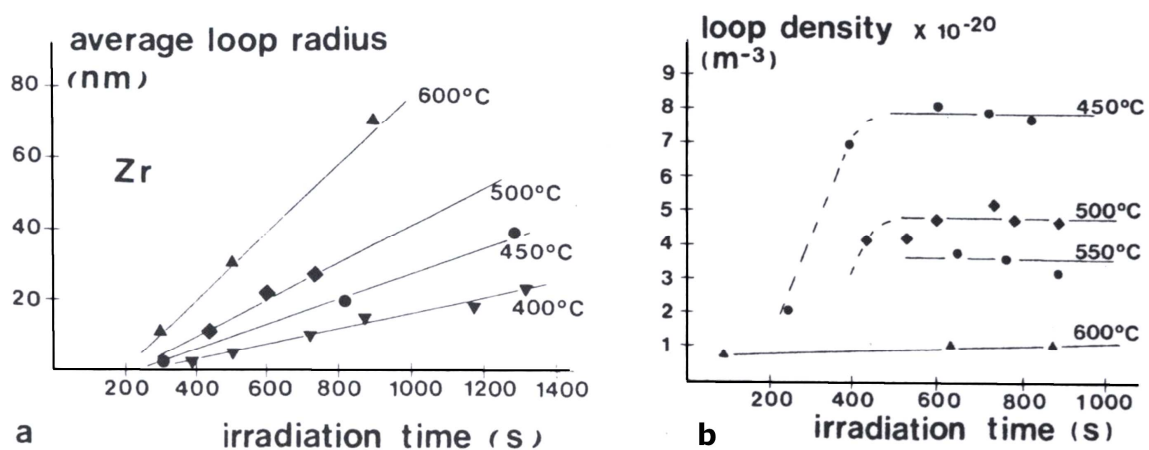 average loop radius
(nm)
80
60
40
20
Zr
600°C
500°C
450°C
400°C
200 400 600 800 1000 1200 1400
a
irradiation time (s)
loop density x 10-20
(m-3)
9
8
7
6
5
4
3
2
1
450°C
500°C
550°C
600°C
200 400 600 800 1000
b
irradiation time (s)